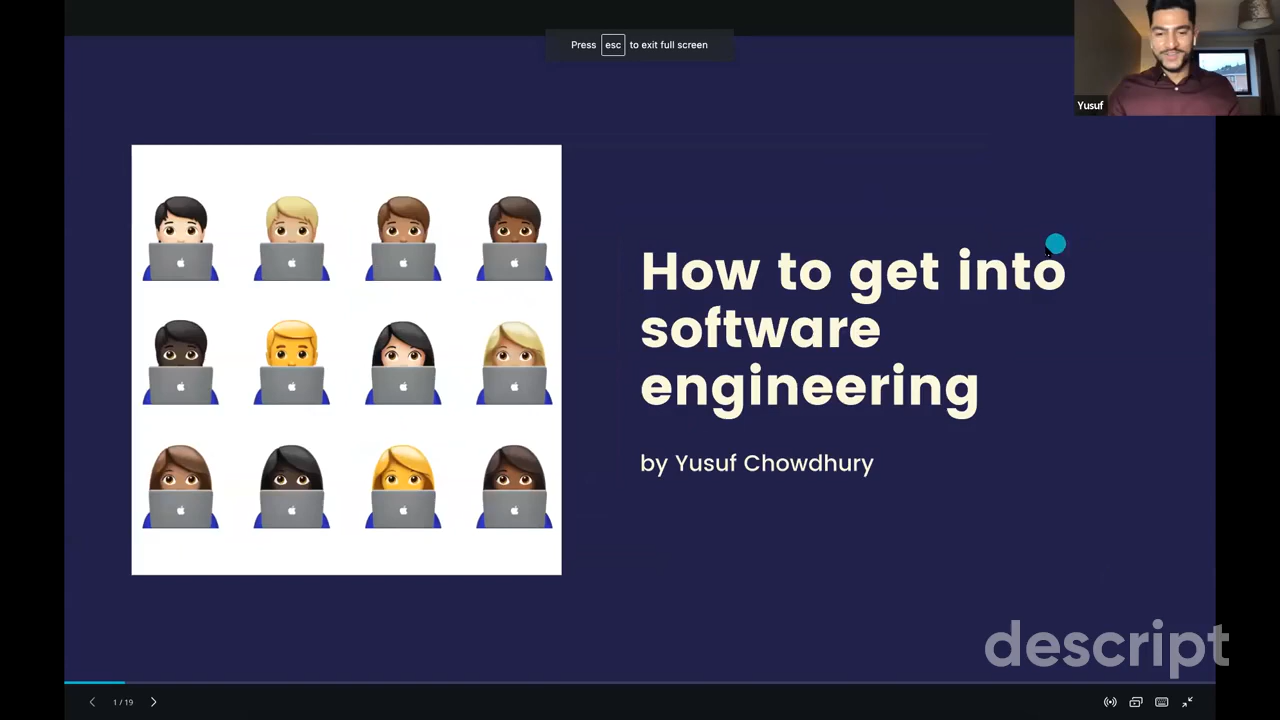 Press esc to exit full screen
Yusuf
How to get into
software
engineering
by Yusuf Chowdhury
descript
1 / 19